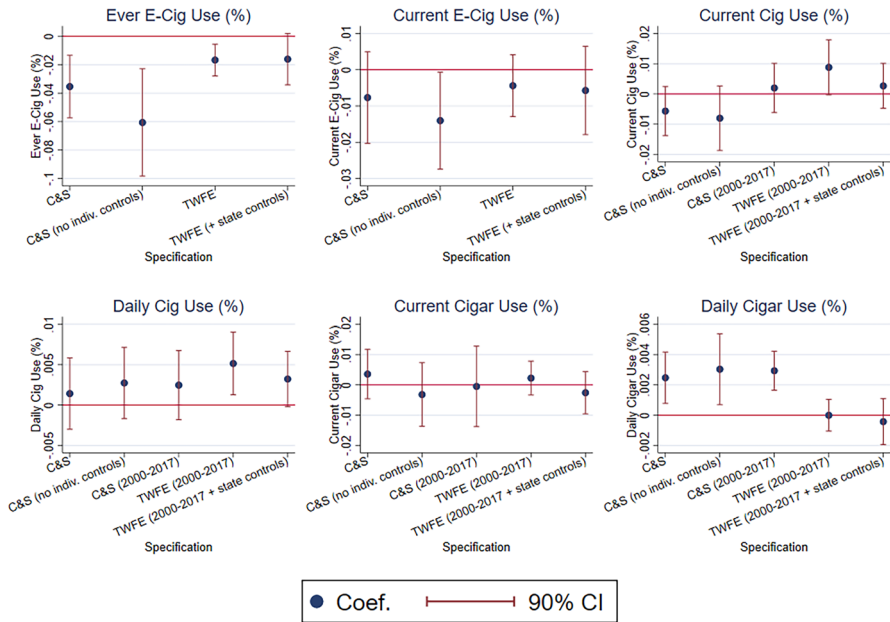 Ever E-Cig Use (%)
Ever E-Cig Use (%)
0
-.02
-.04
-.06
-.08
-.1
C&S
C&S (no indiv. controls)
TWFE
TWFE (+ state controls)
Specification
Current E-Cig Use (%)
Current E-Cig Use (%)
.01
0
-.01
-.02
-.03
C&S
C&S (no indiv. controls)
TWFE
TWFE (+ state controls)
Specification
Current Cig Use (%)
Current Cig Use (%)
.02
.01
0
-.01
-.02
C&S
C&S (no indiv. controls)
C&S (2000-2017)
TWFE (2000-2017)
TWFE (2000-2017 + state controls)
Specification
Daily Cig Use (%)
Daily Cig Use (%)
.01
.005
0
-.005
C&S
C&S (no indiv. controls)
C&S (2000-2017)
TWFE (2000-2017)
TWFE (2000-2017 + state controls)
Specification
Current Cigar Use (%)
Current Cigar Use (%)
.02
.01
0
-.01
-.02
C&S
C&S (no indiv. controls)
C&S (2000-2017)
TWFE (2000-2017)
TWFE (2000-2017 + state controls)
Specification
Daily Cigar Use (%)
Daily Cigar Use (%)
.006
.004
.002
0
-.002
C&S
C&S (no indiv. controls)
C&S (2000-2017)
TWFE (2000-2017)
TWFE (2000-2017 + state controls)
Specification
Coef.
90% CI